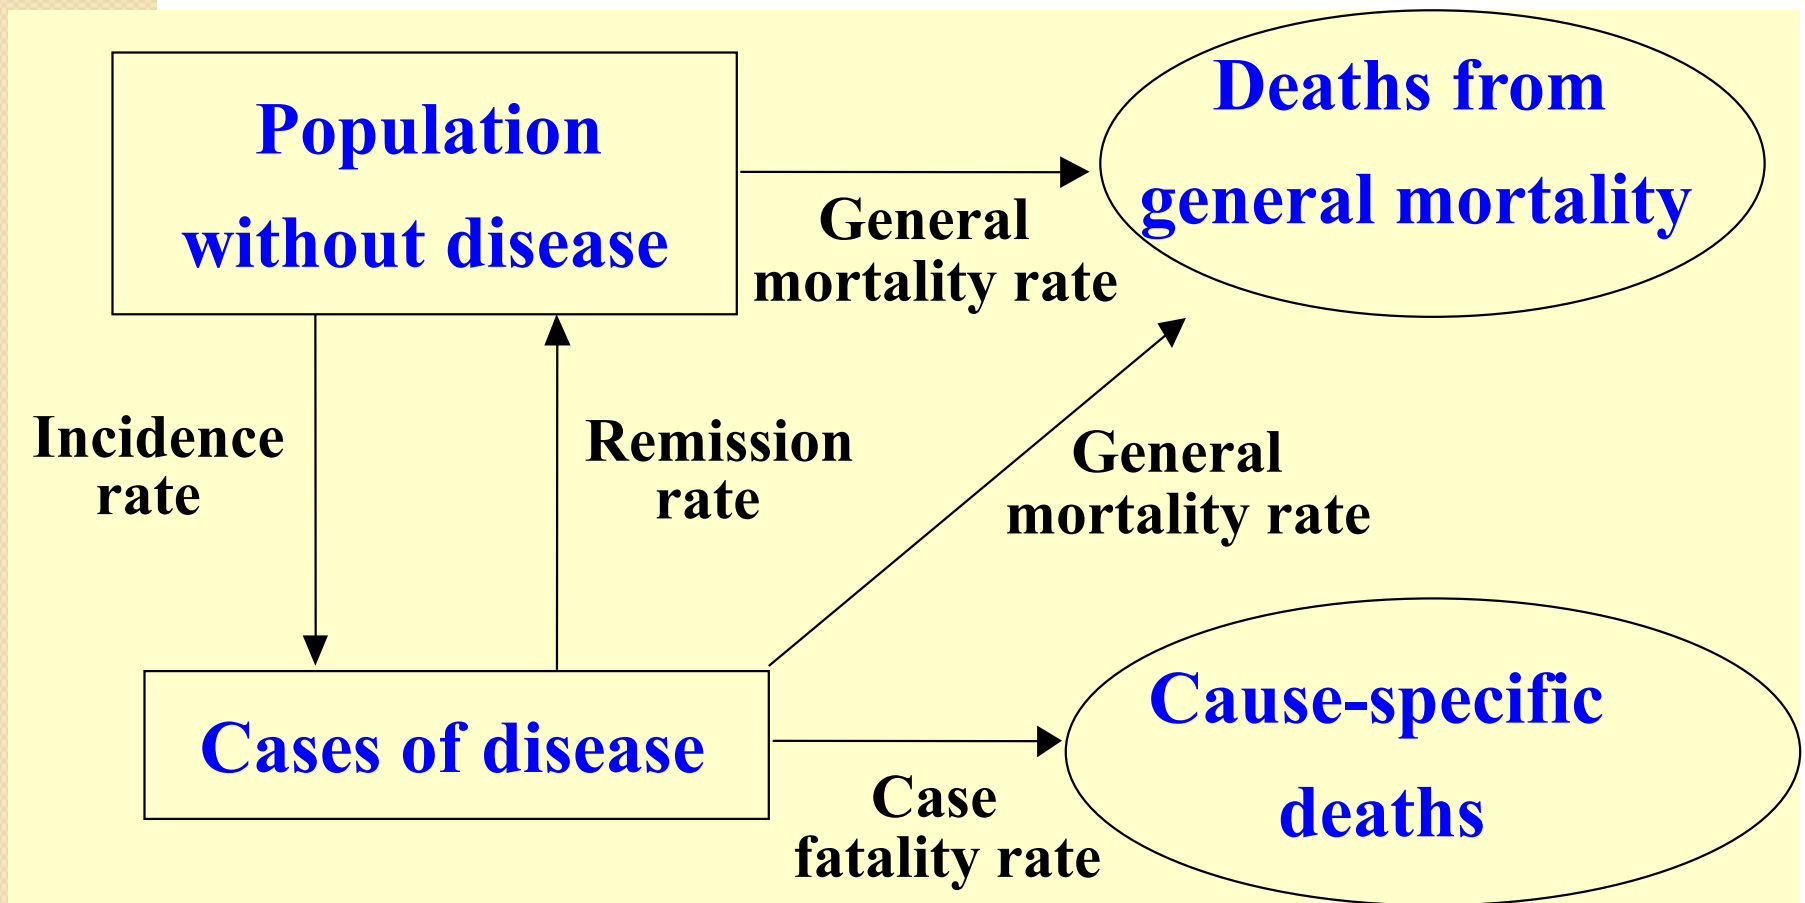 Population
without disease
Deaths from
general mortality
General
mortality rate
Incidence
rate
Remission
rate
General
mortality rate
Cases of disease
Case
fatality rate
Cause-specific
deaths